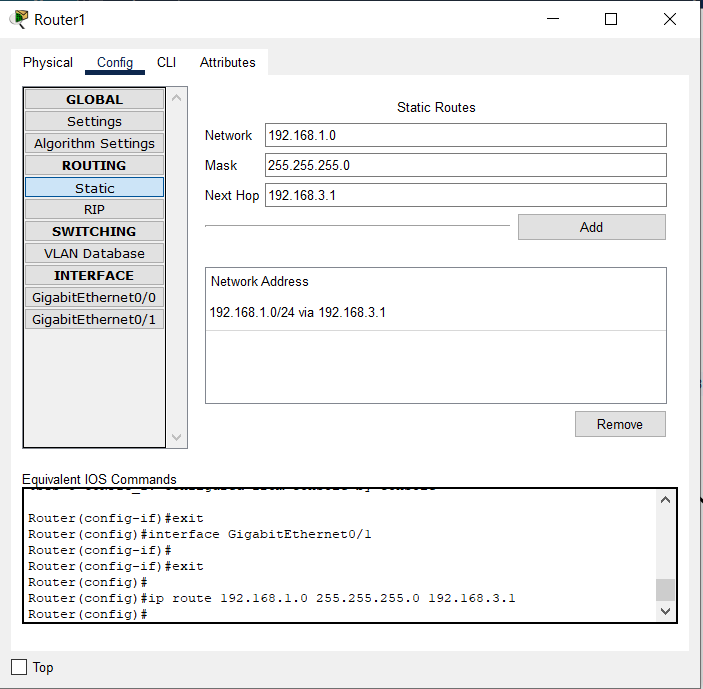 Router1
Physical Config CLI Attributes
GLOBAL
Settings
Algorithm Settings
ROUTING
Static
RIP
SWITCHING
VLAN Database
INTERFACE
GigabitEthernet0/0
GigabitEthernet0/1
Static Routes
Network 192.168.1.0
Mask 255.255.255.0
Next Hop 192.168.3.1
Add
Network Address
192.168.1.0/24 via 192.168.3.1
Remove
Equivalent IOS Commands
Router(config-if)#exit
Router(config)#interface GigabitEthernet0/1
Router(config-if)#
Router(config-if)#exit
Router(config)#
Router(config)#ip route 192.168.1.0 255.255.255.0 192.168.3.1
Router(config)#
Top